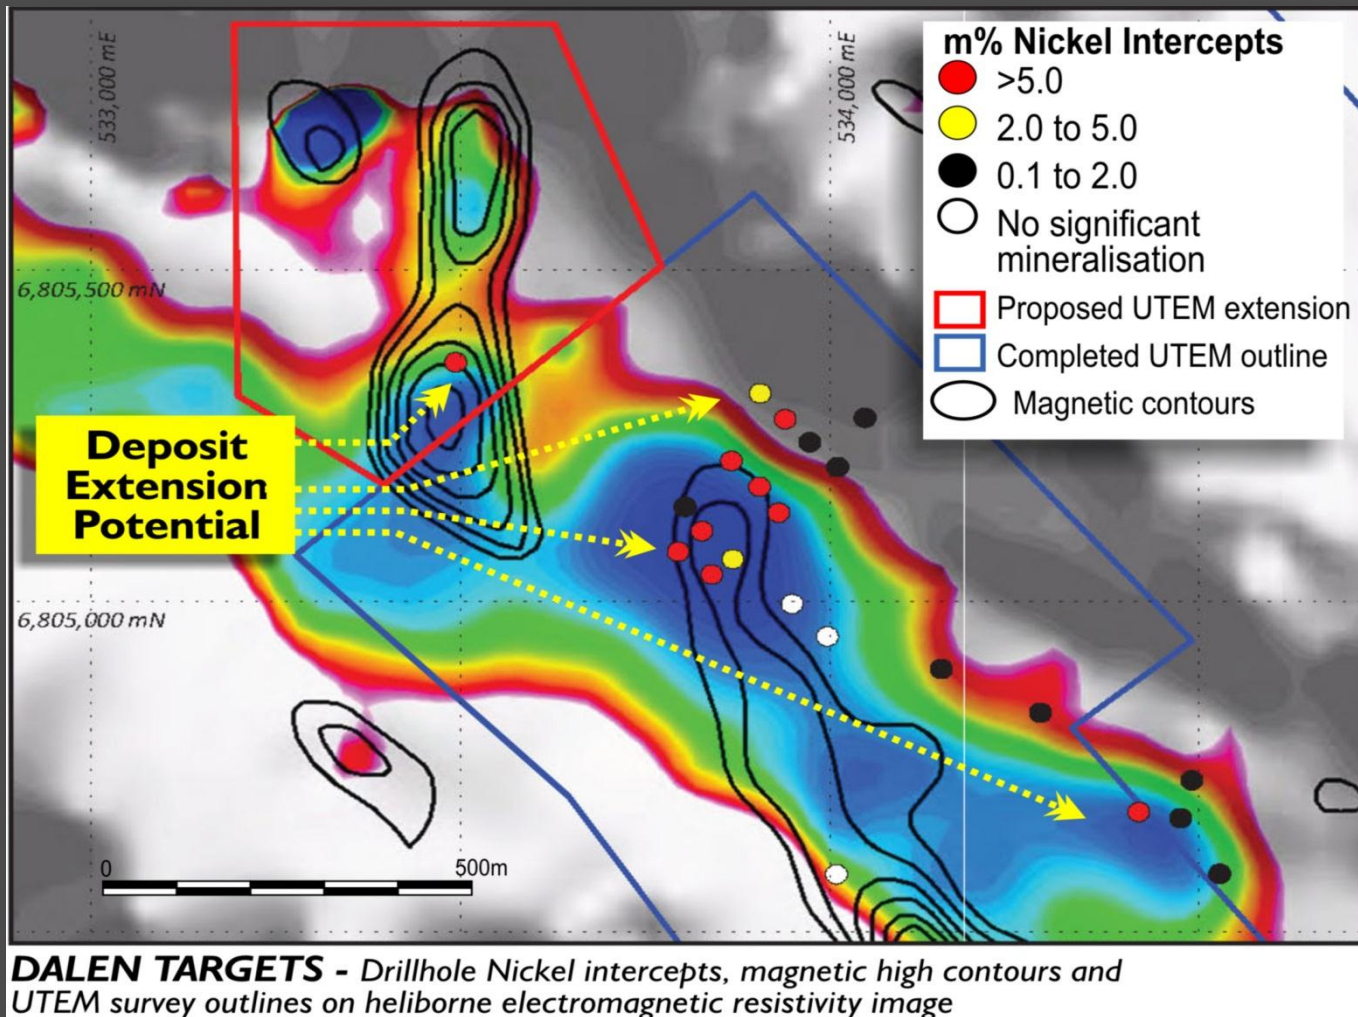 533,000 mE
534,000 mE
m% Nickel Intercepts
>5.0
2.0 to 5.0
0.1 to 2.0
No significant
mineralisation
Proposed UTEM extension
Completed UTEM outline
Magnetic contours
6,805,500 mN
Deposit
Extension
Potential
6,805,000 mN
0
500m
DALEN TARGETS - Drillhole Nickel intercepts, magnetic high contours and
UTEM survey outlines on heliborne electromagnetic resistivity image